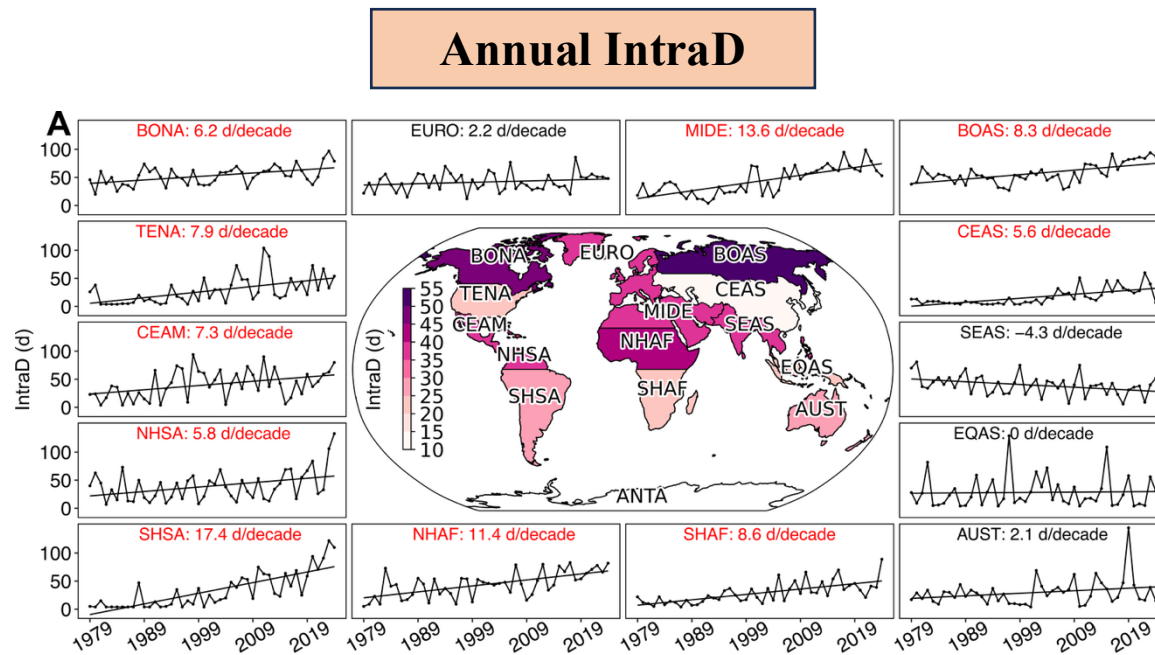 Annual IntraD
A
BONA: 6.2 d/decade
EURO: 2.2 d/decade
MIDE: 13.6 d/decade
BOAS: 8.3 d/decade
100
50
0
TENA: 7.9 d/decade
CEAS: 5.6 d/decade
100
50
0
CEAM: 7.3 d/decade
SEAS: −4.3 d/decade
100
50
0
NHSA: 5.8 d/decade
EQAS: 0 d/decade
100
50
0
SHSA: 17.4 d/decade
NHAF: 11.4 d/decade
SHAF: 8.6 d/decade
AUST: 2.1 d/decade
100
50
0
IntraD (d)
BONA
EURO
BOAS
TENA
CEAS
CEAM
MIDE
SEAS
NHSA
NHAF
EQAS
SHSA
SHAF
AUST
ANTA
IntraD (d)
55
50
45
40
35
30
25
20
15
10
1979 1989 1999 2009 2019
1979 1989 1999 2009 2019
1979 1989 1999 2009 2019
1979 1989 1999 2009 2019